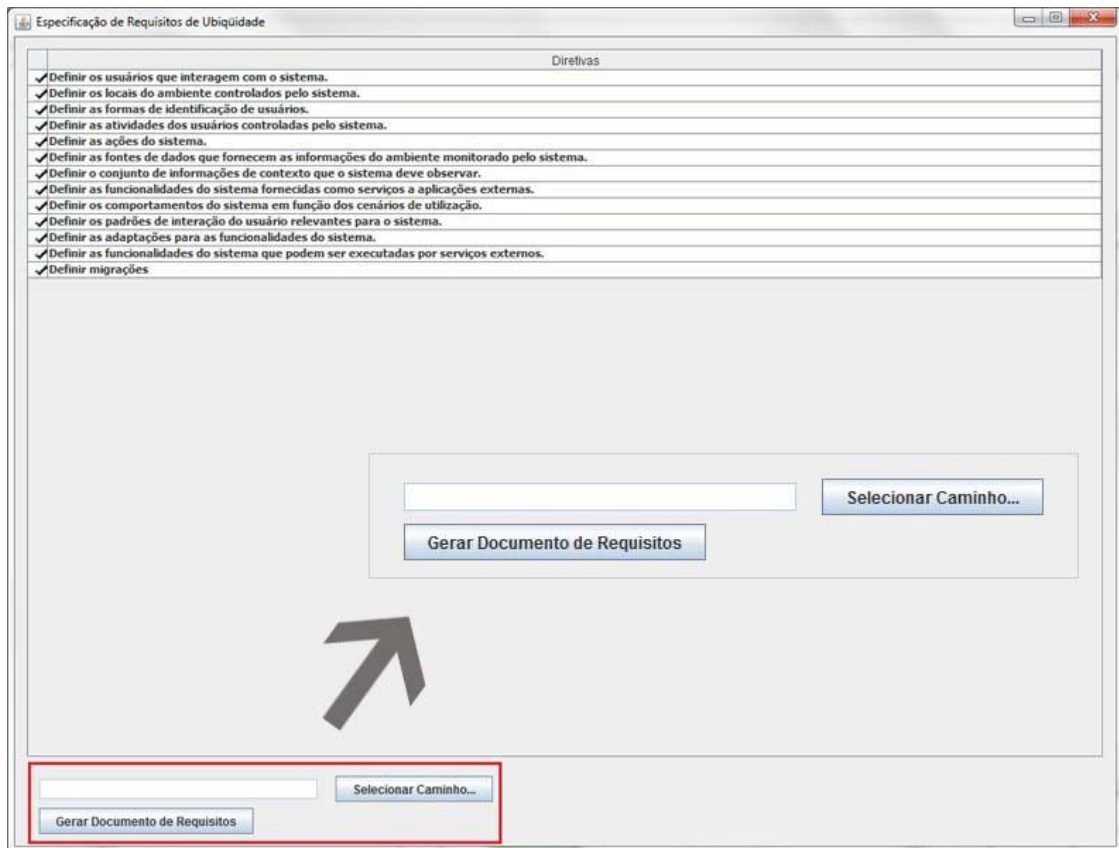 Especificação de Requisitos de Ubiqüidade
Diretivas
Definir os usuários que interagem com o sistema.
Definir os locais do ambiente controlados pelo sistema.
Definir as formas de identificação de usuários.
Definir as atividades dos usuários controladas pelo sistema.
Definir as ações do sistema.
Definir as fontes de dados que fornecem as informações do ambiente monitorado pelo sistema.
Definir o conjunto de informações de contexto que o sistema deve observar.
Definir as funcionalidades do sistema fornecidas como serviços a aplicações externas.
Definir os comportamentos do sistema em função dos cenários de utilização.
Definir os padrões de interação do usuário relevantes para o sistema.
Definir as adaptações para as funcionalidades do sistema.
Definir as funcionalidades do sistema que podem ser executadas por serviços externos.
Definir migrações
Selecionar Caminho...
Gerar Documento de Requisitos
Selecionar Caminho...
Gerar Documento de Requisitos